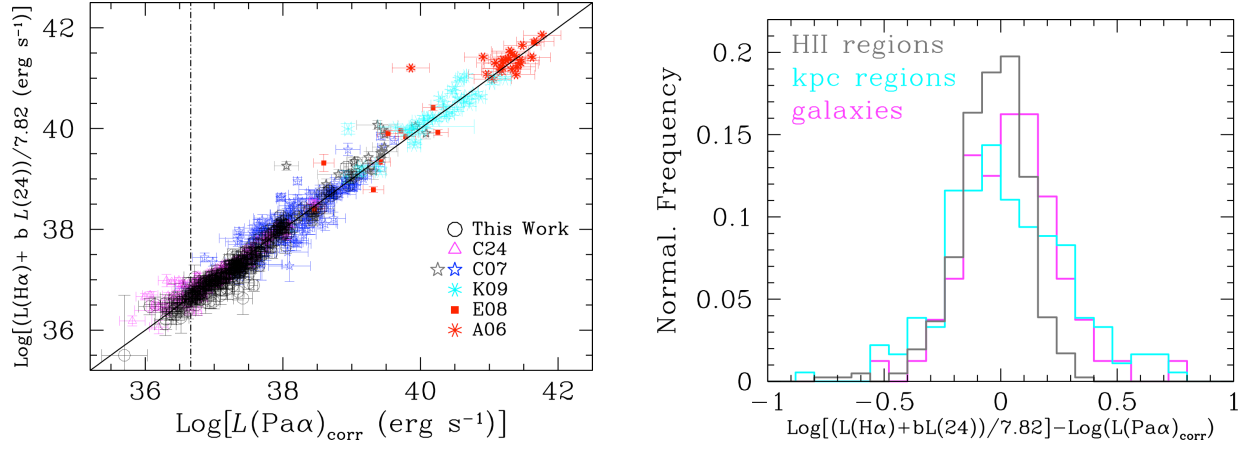 Log[(L(Hα)+ b L(24))/7.82 (erg s⁻¹)]
42
40
38
36
36
38
40
42
Log[L(Paα)corr (erg s⁻¹)]
This Work
C24
C07
K09
E08
A06
Normal. Frequency
0.2
0.15
0.1
0.05
0
−1
−0.5
0
0.5
1
HII regions
kpc regions
galaxies
Log[(L(Hα)+bL(24))/7.82]−Log(L(Paα)corr)